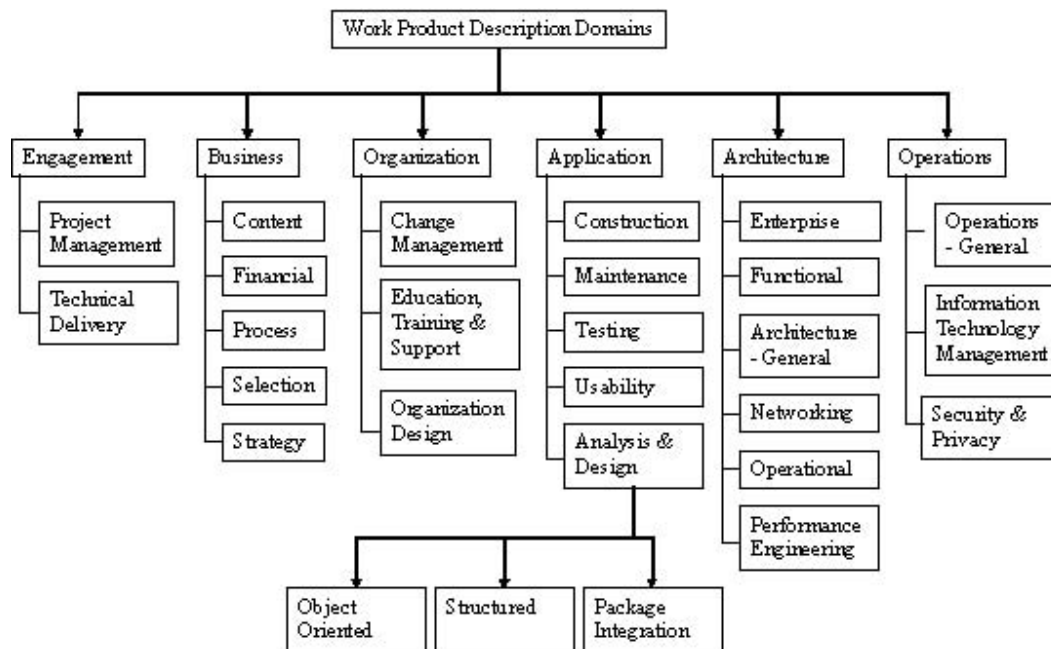 Work Product Description Domains
Engagement
Business
Organization
Application
Architecture
Operations
Project
Management
Technical
Delivery
Content
Financial
Process
Selection
Strategy
Change
Management
Education,
Training &
Support
Organization
Design
Construction
Maintenance
Testing
Usability
Analysis &
Design
Enterprise
Functional
Architecture
- General
Networking
Operational
Performance
Engineering
Operations
- General
Information
Technology
Management
Security &
Privacy
Object
Oriented
Structured
Package
Integration